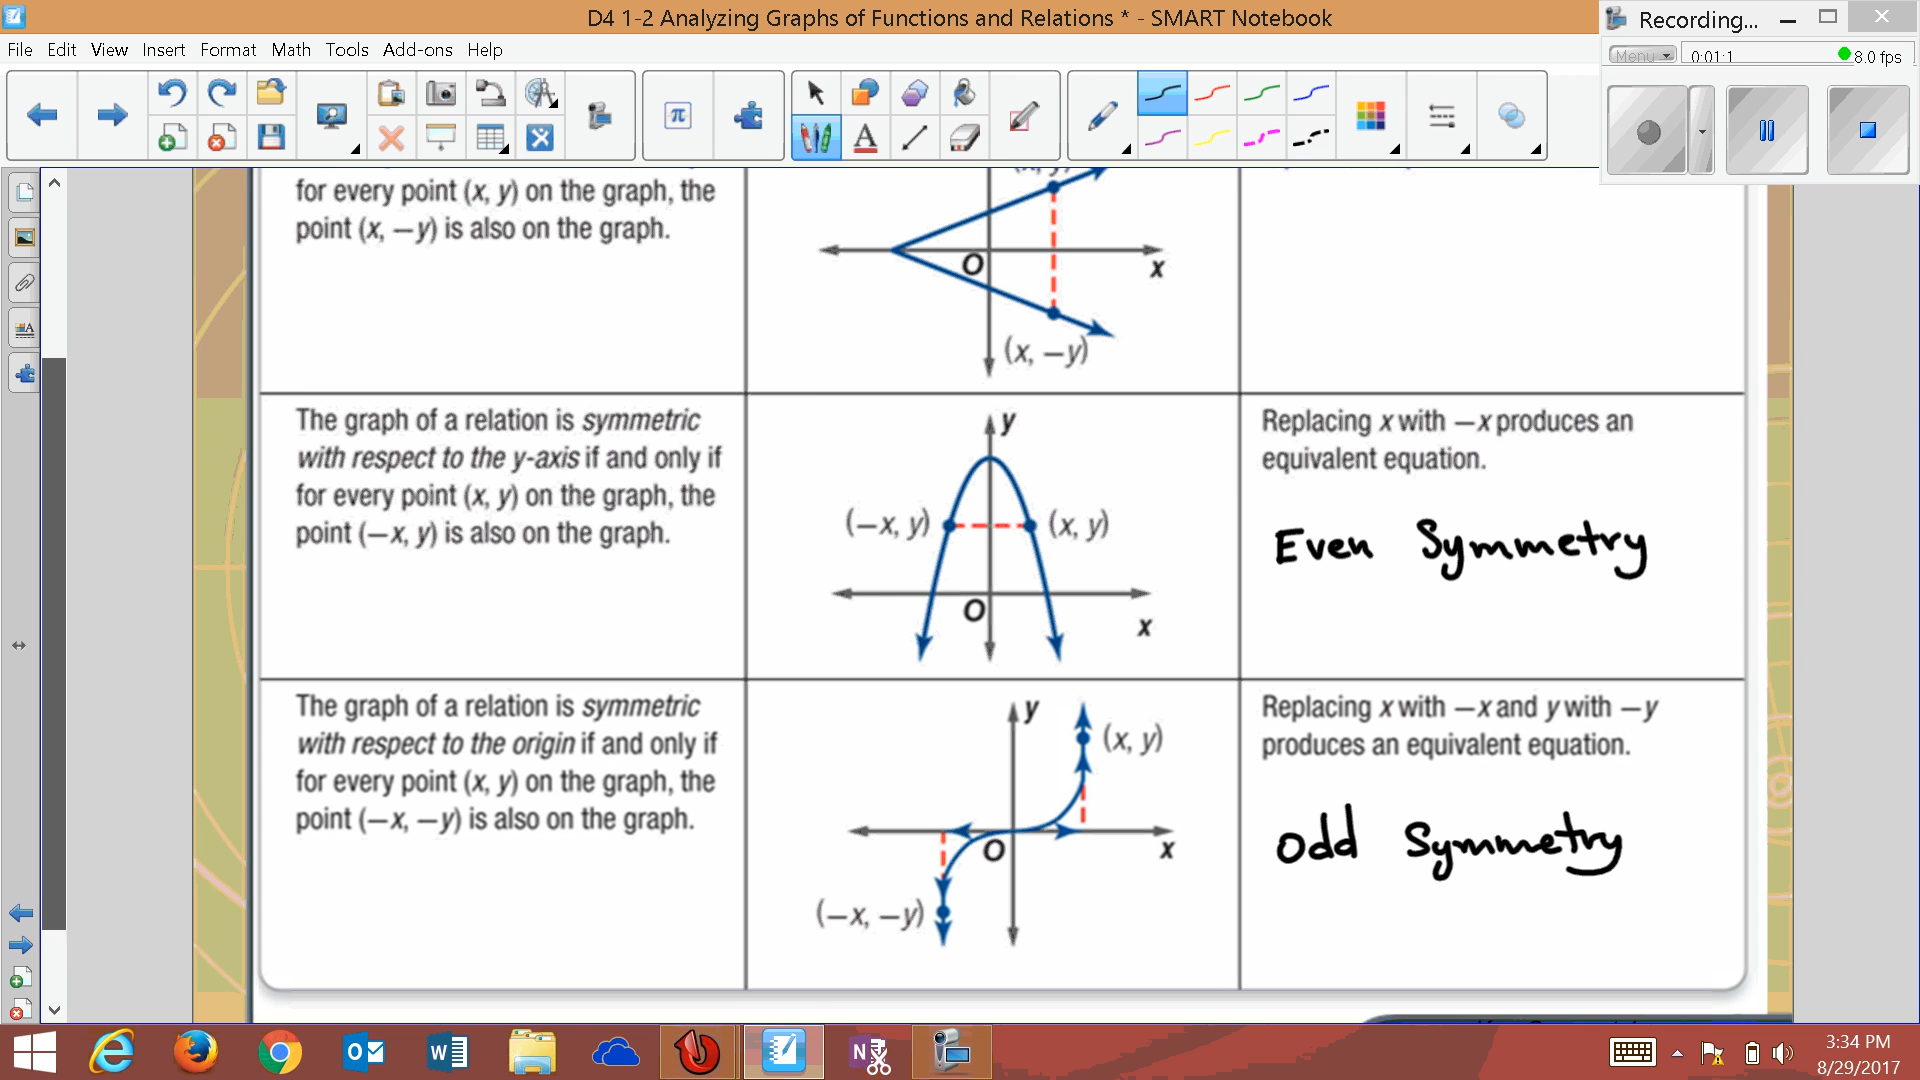 D4 1-2 Analyzing Graphs of Functions and Relations * - SMART Notebook
Recording...
File Edit View Insert Format Math Tools Add-ons Help
Menu
0:01:1
8.0 fps
for every point (x, y) on the graph, the
point (x, −y) is also on the graph.
O
x
(x, −y)
The graph of a relation is symmetric
with respect to the y-axis if and only if
for every point (x, y) on the graph, the
point (−x, y) is also on the graph.
y
(−x, y)
(x, y)
O
x
Replacing x with −x produces an
equivalent equation.
Even Symmetry
The graph of a relation is symmetric
with respect to the origin if and only if
for every point (x, y) on the graph, the
point (−x, −y) is also on the graph.
y
(x, y)
O
x
(−x, −y)
Replacing x with −x and y with −y
produces an equivalent equation.
Odd Symmetry
3:34 PM
8/29/2017